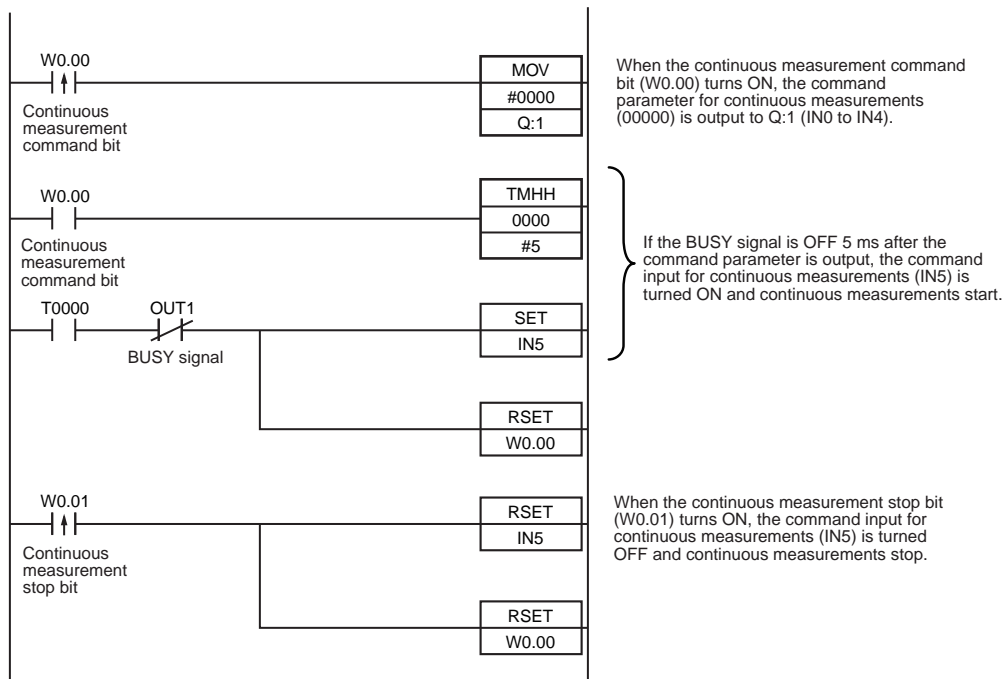 W0.00
Continuous
measurement
command bit
MOV
#0000
Q:1
When the continuous measurement command
bit (W0.00) turns ON, the command
parameter for continuous measurements
(00000) is output to Q:1 (IN0 to IN4).
W0.00
Continuous
measurement
command bit
TMHH
0000
#5
If the BUSY signal is OFF 5 ms after the
command parameter is output, the command
input for continuous measurements (IN5) is
turned ON and continuous measurements start.
T0000
OUT1
BUSY signal
SET
IN5
RSET
W0.00
W0.01
Continuous
measurement
stop bit
RSET
IN5
When the continuous measurement stop bit
(W0.01) turns ON, the command input for
continuous measurements (IN5) is turned
OFF and continuous measurements stop.
RSET
W0.00